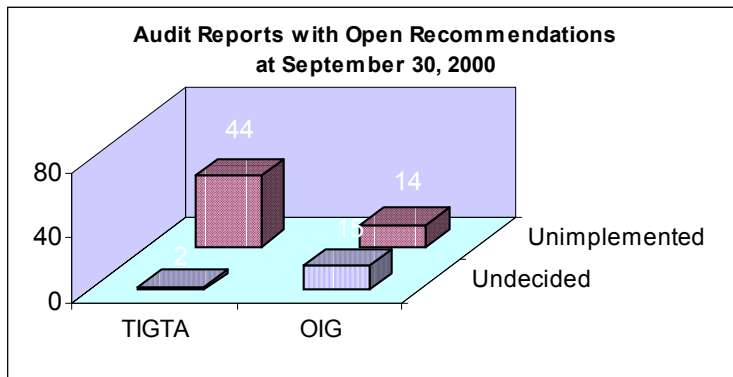 Audit Reports with Open Recommendations
at September 30, 2000
44
80
14
40
15
Unimplemented
2
Undecided
0
TIGTA OIG